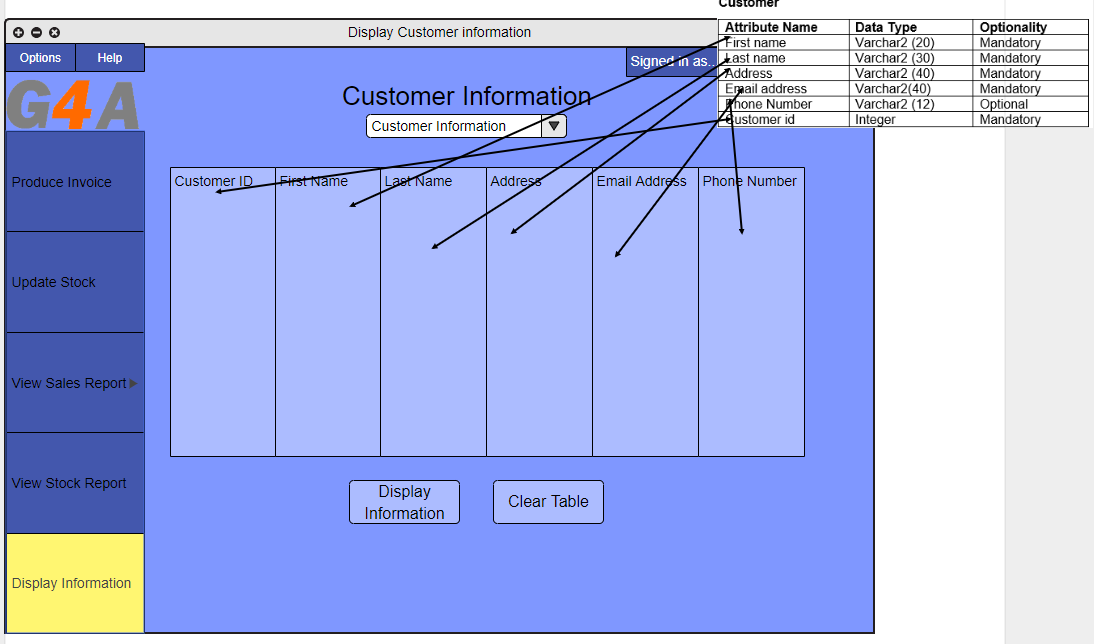 Customer
Attribute Name Data Type Optionality
First name Varchar2 (20) Mandatory
Last name Varchar2 (30) Mandatory
Address Varchar2 (40) Mandatory
Email address Varchar2(40) Mandatory
Phone Number Varchar2 (12) Optional
Customer id Integer Mandatory
Display Customer information
Options Help
Signed in as..
G4A
Customer Information
Customer Information
Produce Invoice
Update Stock
View Sales Report
View Stock Report
Display Information
Customer ID First Name Last Name Address Email Address Phone Number
Display
Information
Clear Table